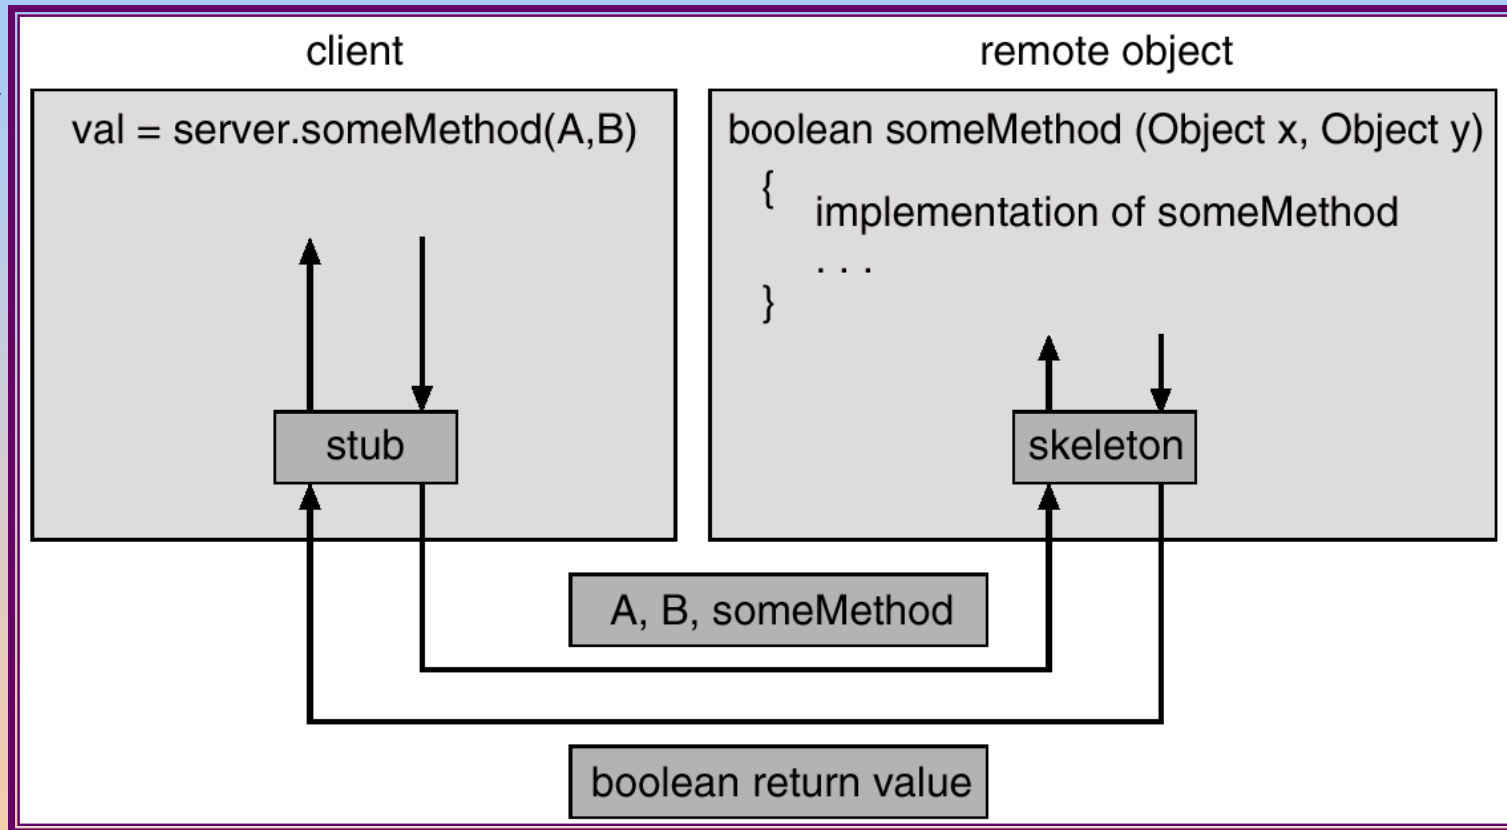 client
remote object
val = server.someMethod(A,B)
boolean someMethod (Object x, Object y)
{
implementation of someMethod
. . .
}
stub
skeleton
A, B, someMethod
boolean return value